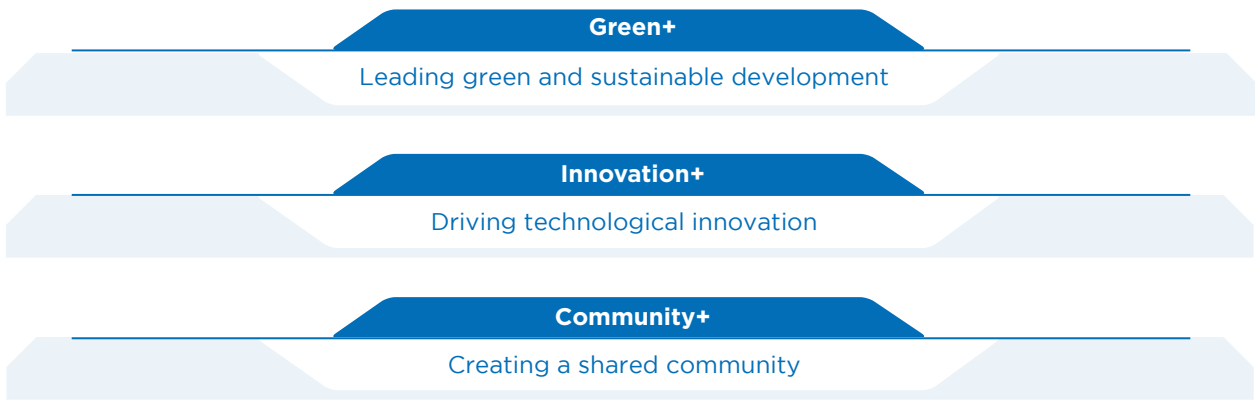 Green+
Leading green and sustainable development
Innovation+
Driving technological innovation
Community+
Creating a shared community